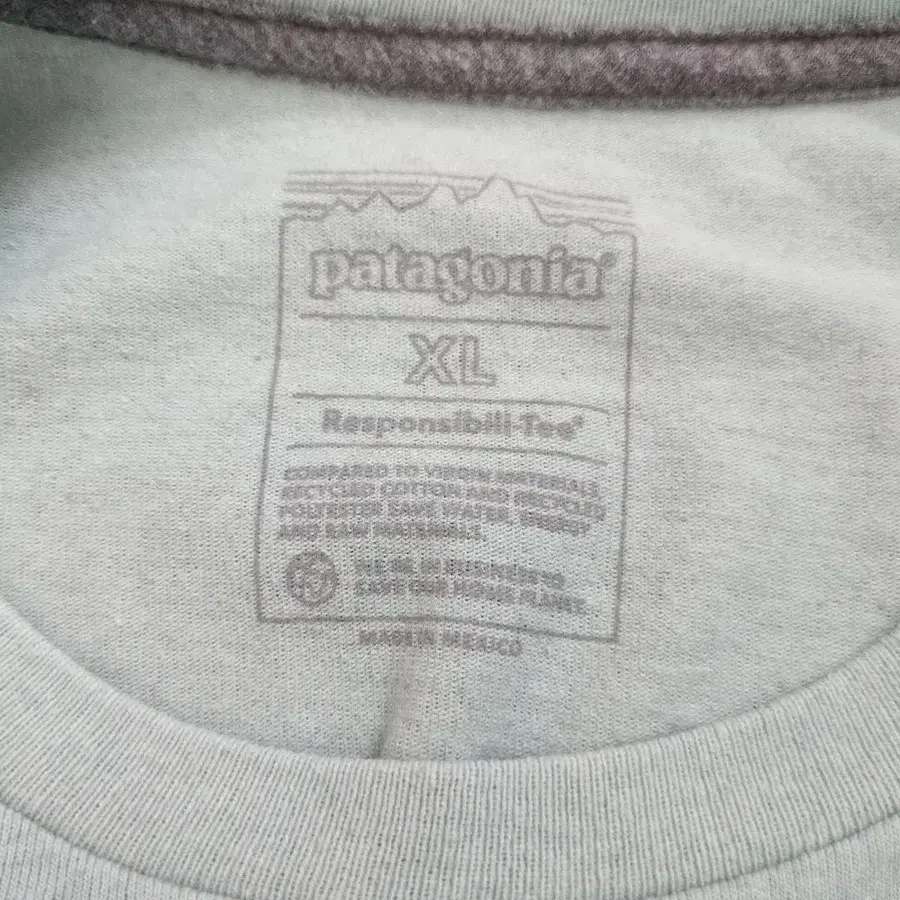 patagonia®
XL
Responsibili-Tee®
COMPARED TO VIRGIN MATERIALS,
RECYCLED COTTON AND RECYCLED
POLYESTER SAVE WATER, ENERGY
AND RAW MATERIALS.
WE'RE IN BUSINESS TO
SAVE OUR HOME PLANET.
MADE IN MEXICO